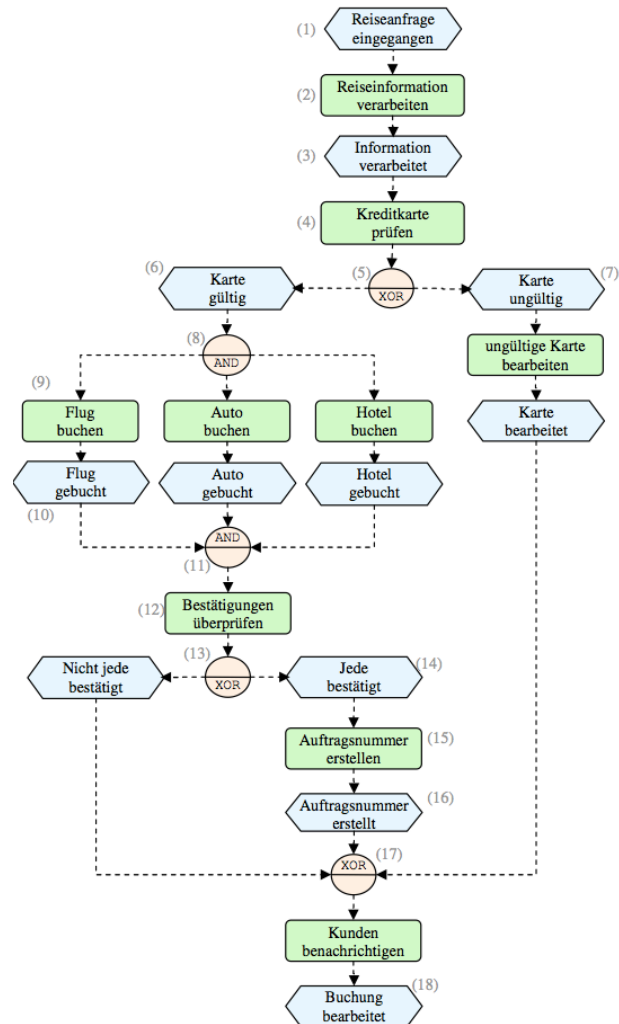 (1)
Reiseanfrage
eingegangen
(2)
Reiseinformation
verarbeiten
(3)
Information
verarbeitet
(4)
Kreditkarte
prüfen
(5)
XOR
(6)
Karte
gültig
(7)
Karte
ungültig
(8)
AND
ungültige Karte
bearbeiten
(9)
Flug
buchen
Auto
buchen
Hotel
buchen
Karte
bearbeitet
Flug
gebucht
(10)
Auto
gebucht
Hotel
gebucht
AND
(11)
(12)
Bestätigungen
überprüfen
(13)
XOR
Nicht jede
bestätigt
Jede
bestätigt
(14)
Auftragsnummer
erstellen
(15)
Auftragsnummer
erstellt
(16)
XOR
(17)
Kunden
benachrichtigen
(18)
Buchung
bearbeitet